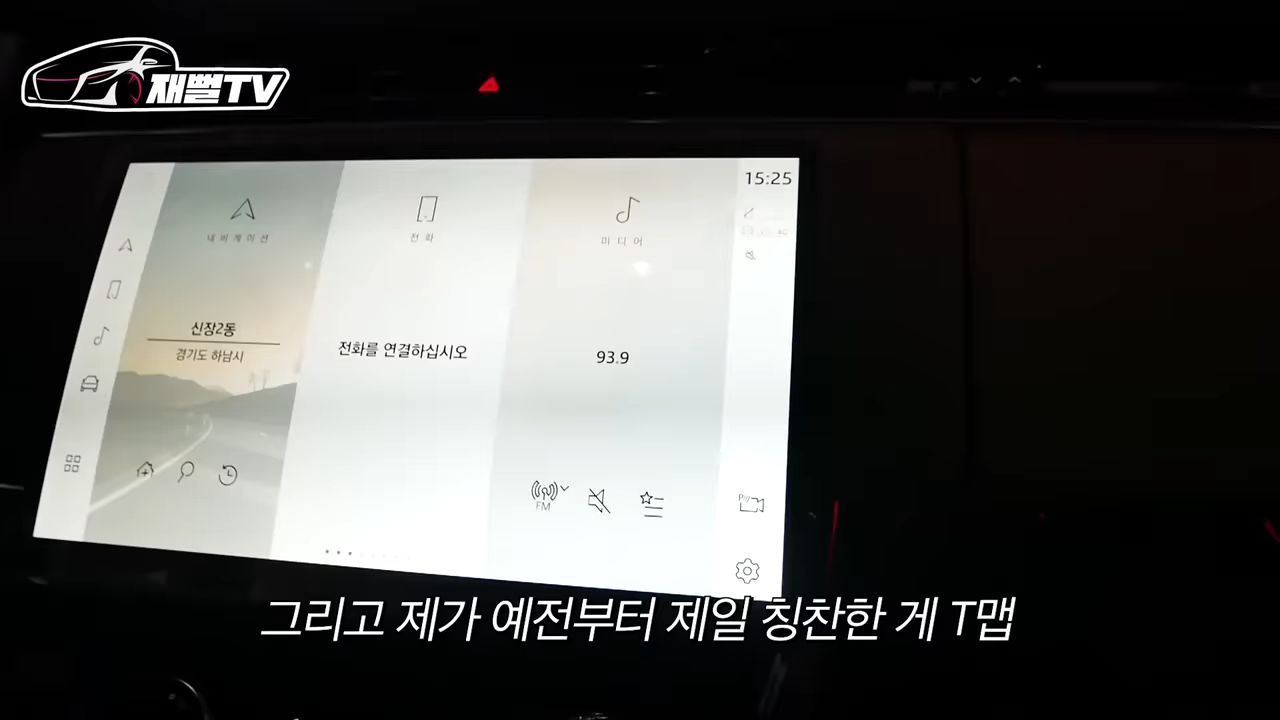 재뻘TV
15:25
네비게이션
전화
미디어
신장2동
경기도 하남시
전화를 연결하십시오
93.9
FM
그리고 제가 예전부터 제일 칭찬한 게 T맵